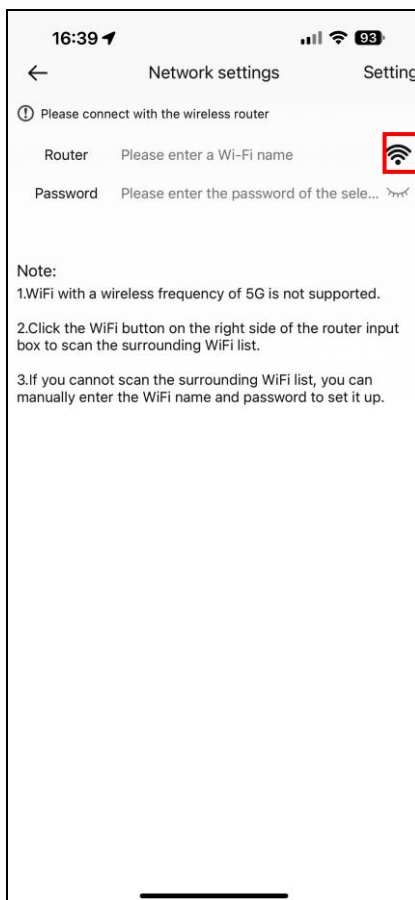 16:39
93
Network settings
Setting
Please connect with the wireless router
Router Please enter a Wi-Fi name
Password Please enter the password of the sele...
Note:
1.WiFi with a wireless frequency of 5G is not supported.
2.Click the WiFi button on the right side of the router input
box to scan the surrounding WiFi list.
3.If you cannot scan the surrounding WiFi list, you can
manually enter the WiFi name and password to set it up.